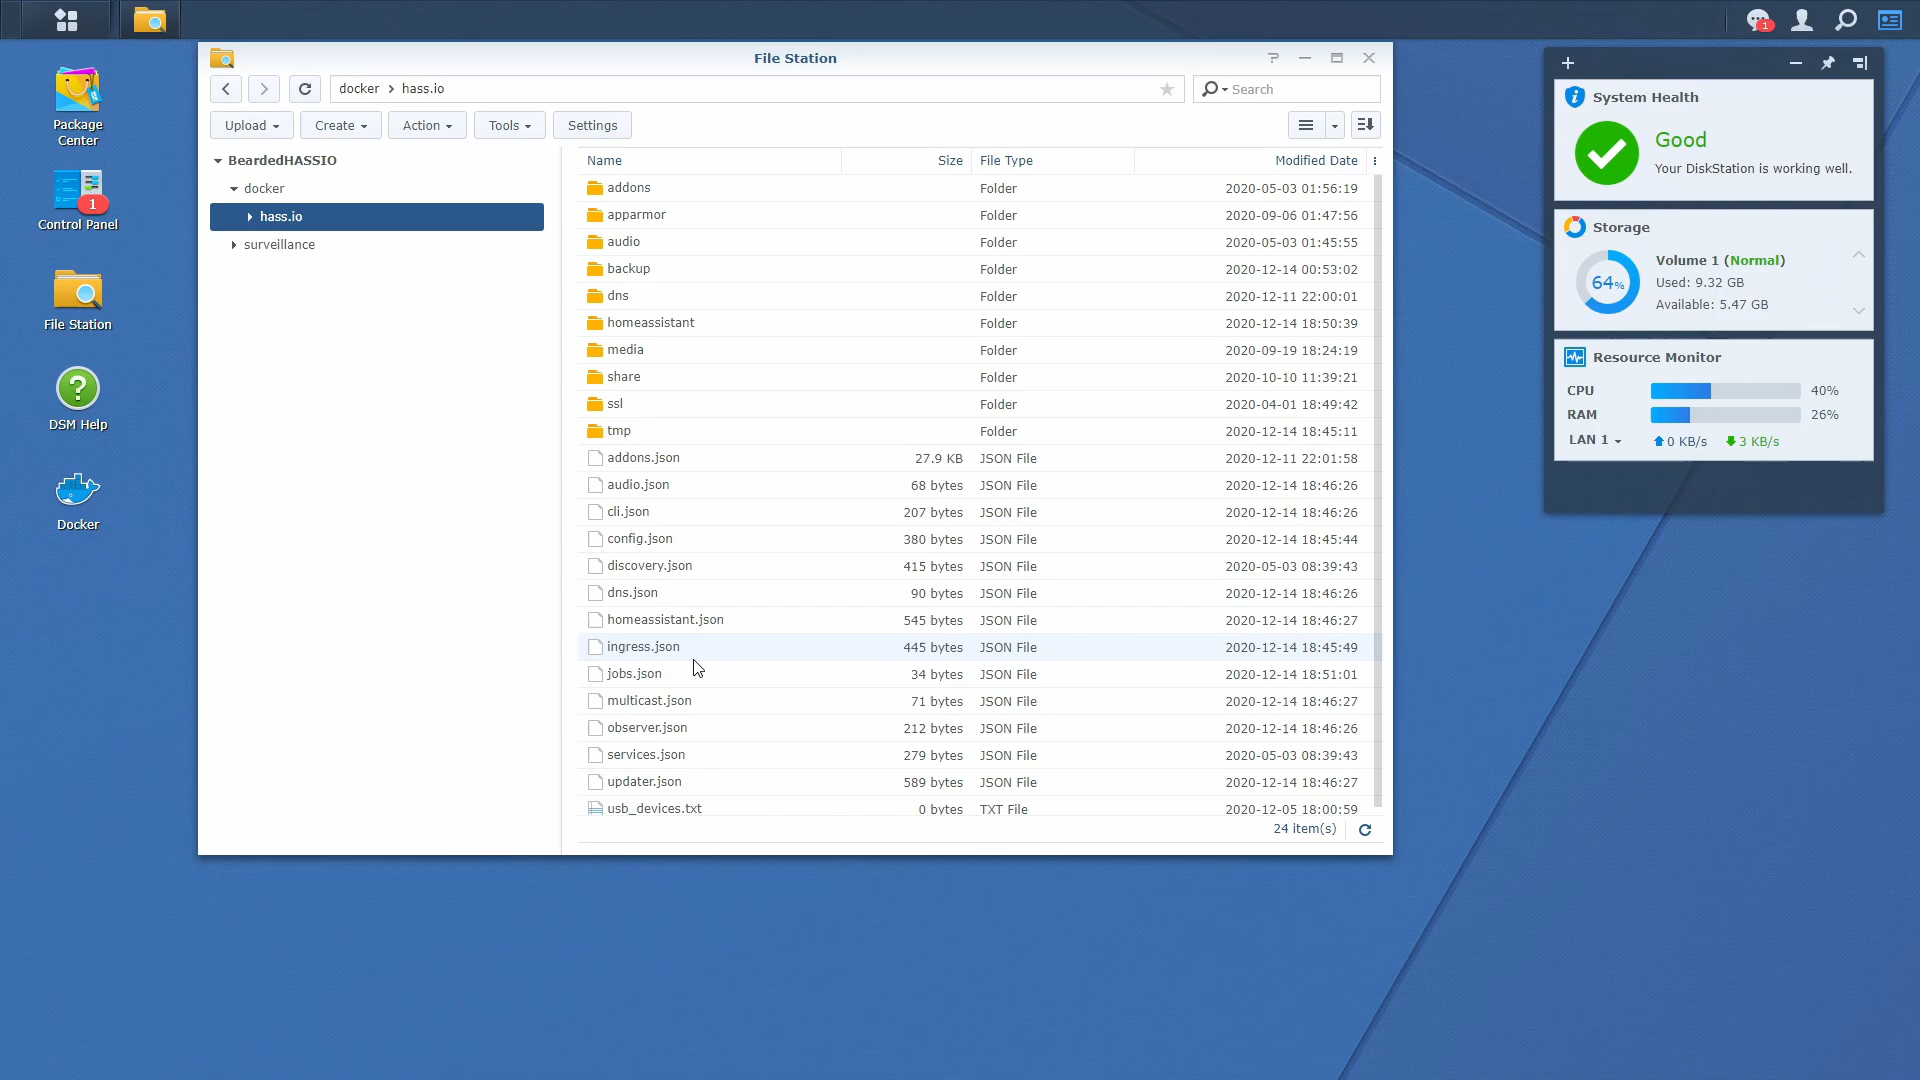 1
File Station
docker hass.io
Search
Upload
Create
Action
Tools
Settings
BeardedHASSIO
docker
hass.io
surveillance
Name Size File Type Modified Date
addons Folder 2020-05-03 01:56:19
apparmor Folder 2020-09-06 01:47:56
audio Folder 2020-05-03 01:45:55
backup Folder 2020-12-14 00:53:02
dns Folder 2020-12-11 22:00:01
homeassistant Folder 2020-12-14 18:50:39
media Folder 2020-09-19 18:24:19
share Folder 2020-10-10 11:39:21
ssl Folder 2020-04-01 18:49:42
tmp Folder 2020-12-14 18:45:11
addons.json 27.9 KB JSON File 2020-12-11 22:01:58
audio.json 68 bytes JSON File 2020-12-14 18:46:26
cli.json 207 bytes JSON File 2020-12-14 18:46:26
config.json 380 bytes JSON File 2020-12-14 18:45:44
discovery.json 415 bytes JSON File 2020-05-03 08:39:43
dns.json 90 bytes JSON File 2020-12-14 18:46:26
homeassistant.json 545 bytes JSON File 2020-12-14 18:46:27
ingress.json 445 bytes JSON File 2020-12-14 18:45:49
jobs.json 34 bytes JSON File 2020-12-14 18:51:01
multicast.json 71 bytes JSON File 2020-12-14 18:46:27
observer.json 212 bytes JSON File 2020-12-14 18:46:26
services.json 279 bytes JSON File 2020-05-03 08:39:43
updater.json 589 bytes JSON File 2020-12-14 18:46:27
usb_devices.txt 0 bytes TXT File 2020-12-05 18:00:59
24 item(s)
Package
Center
1
Control Panel
File Station
DSM Help
Docker
System Health
Good
Your DiskStation is working well.
Storage
64%
Volume 1 (Normal)
Used: 9.32 GB
Available: 5.47 GB
Resource Monitor
CPU 40%
RAM 26%
LAN 1 0 KB/s 3 KB/s